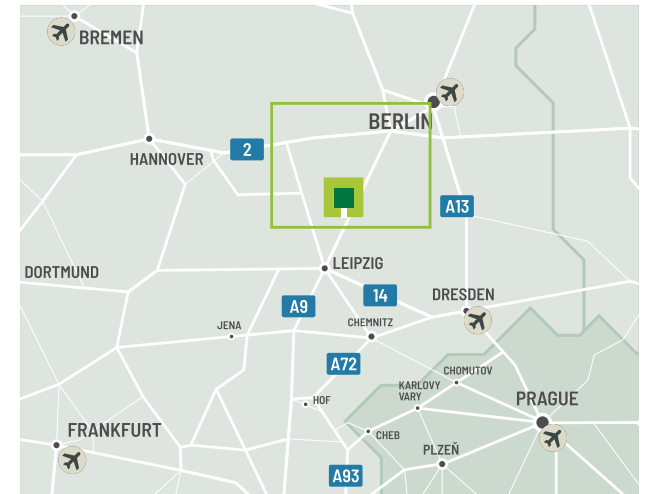 BREMEN
BERLIN
HANNOVER
2
A13
LEIPZIG
DORTMUND
A9
14
DRESDEN
JENA
CHEMNITZ
A72
CHOMUTOV
KARLOVY
VARY
HOF
PRAGUE
FRANKFURT
CHEB
PLZEŇ
A93